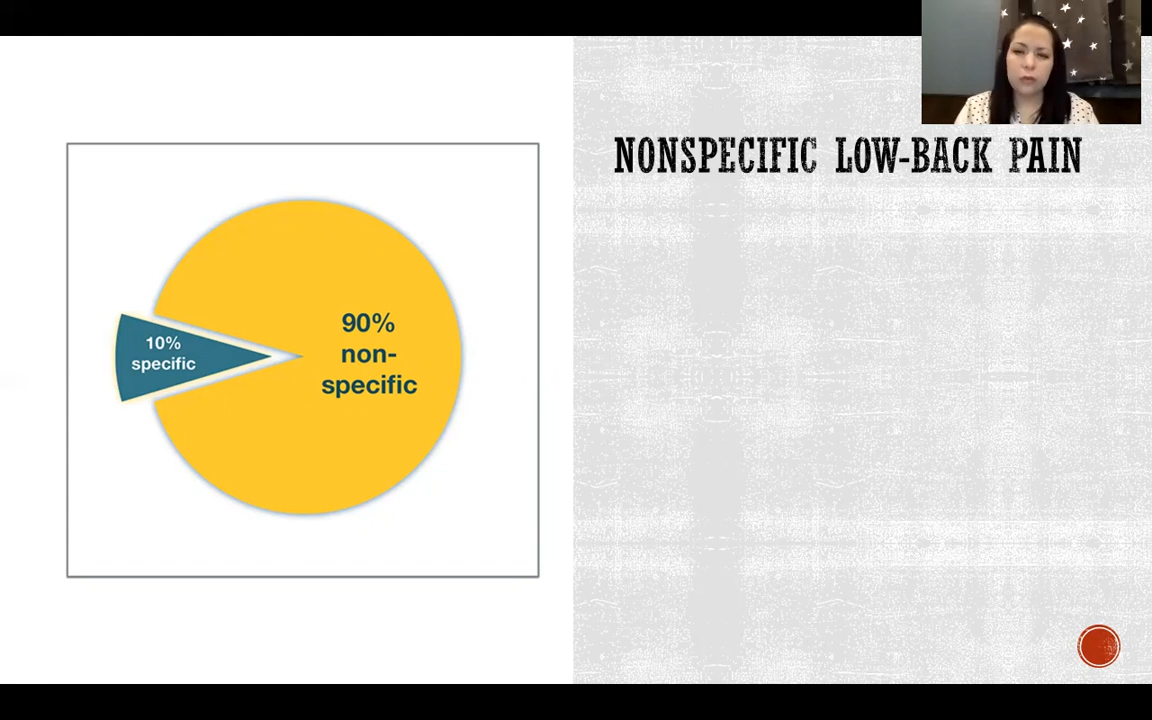 NONSPECIFIC LOW-BACK PAIN
10%
specific
90%
non-
specific